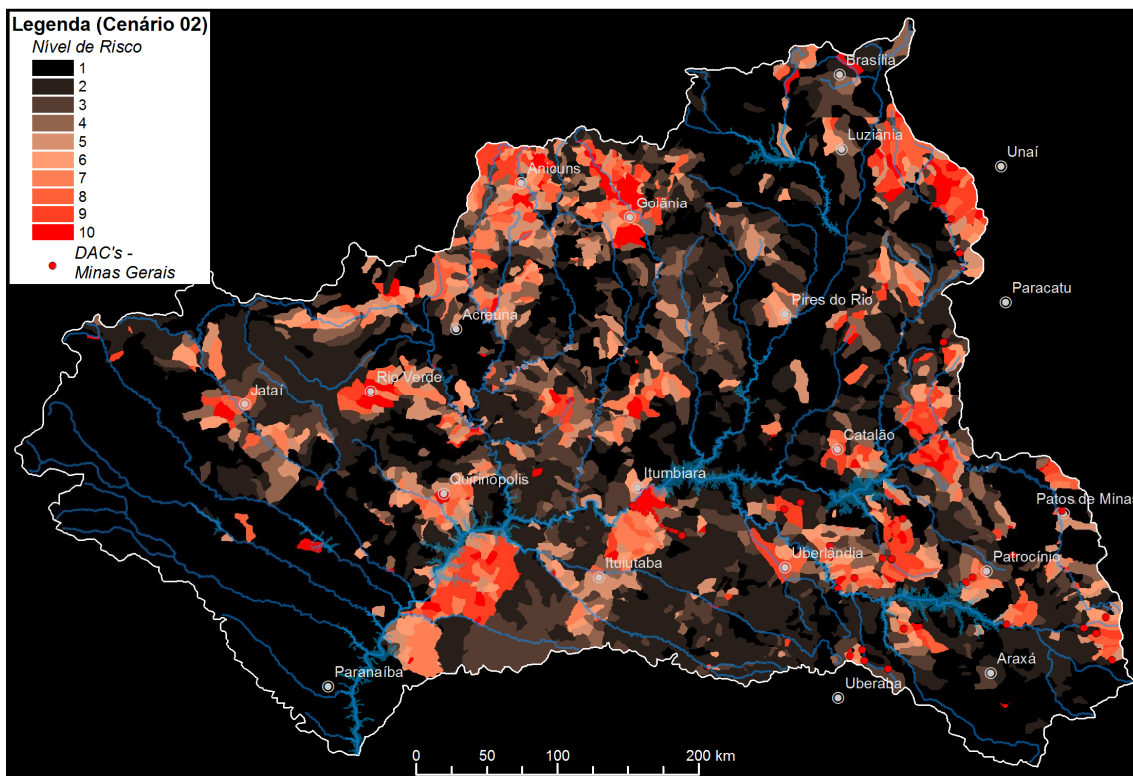 Legenda (Cenário 02)
Nível de Risco
1
2
3
4
5
6
7
8
9
10
DAC's -
Minas Gerais
Brasília
Luziânia
Unaí
Anicuns
Goiânia
Paracatu
Pires do Rio
Acreúna
Rio Verde
Jataí
Catalão
Itumbiara
Quirinópolis
Patos de Minas
Uberlândia
Patrocínio
Ituiutaba
Araxá
Paranaíba
Uberaba
0 50 100 200 km